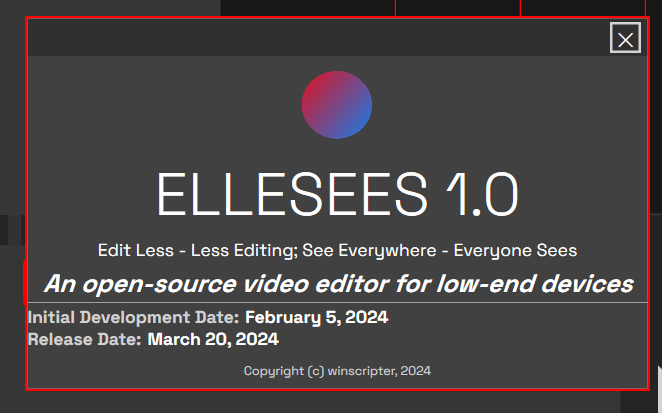 ELLESEES 1.0
Edit Less - Less Editing; See Everywhere - Everyone Sees
An open-source video editor for low-end devices
Initial Development Date: February 5, 2024
Release Date: March 20, 2024
Copyright (c) winscripter, 2024